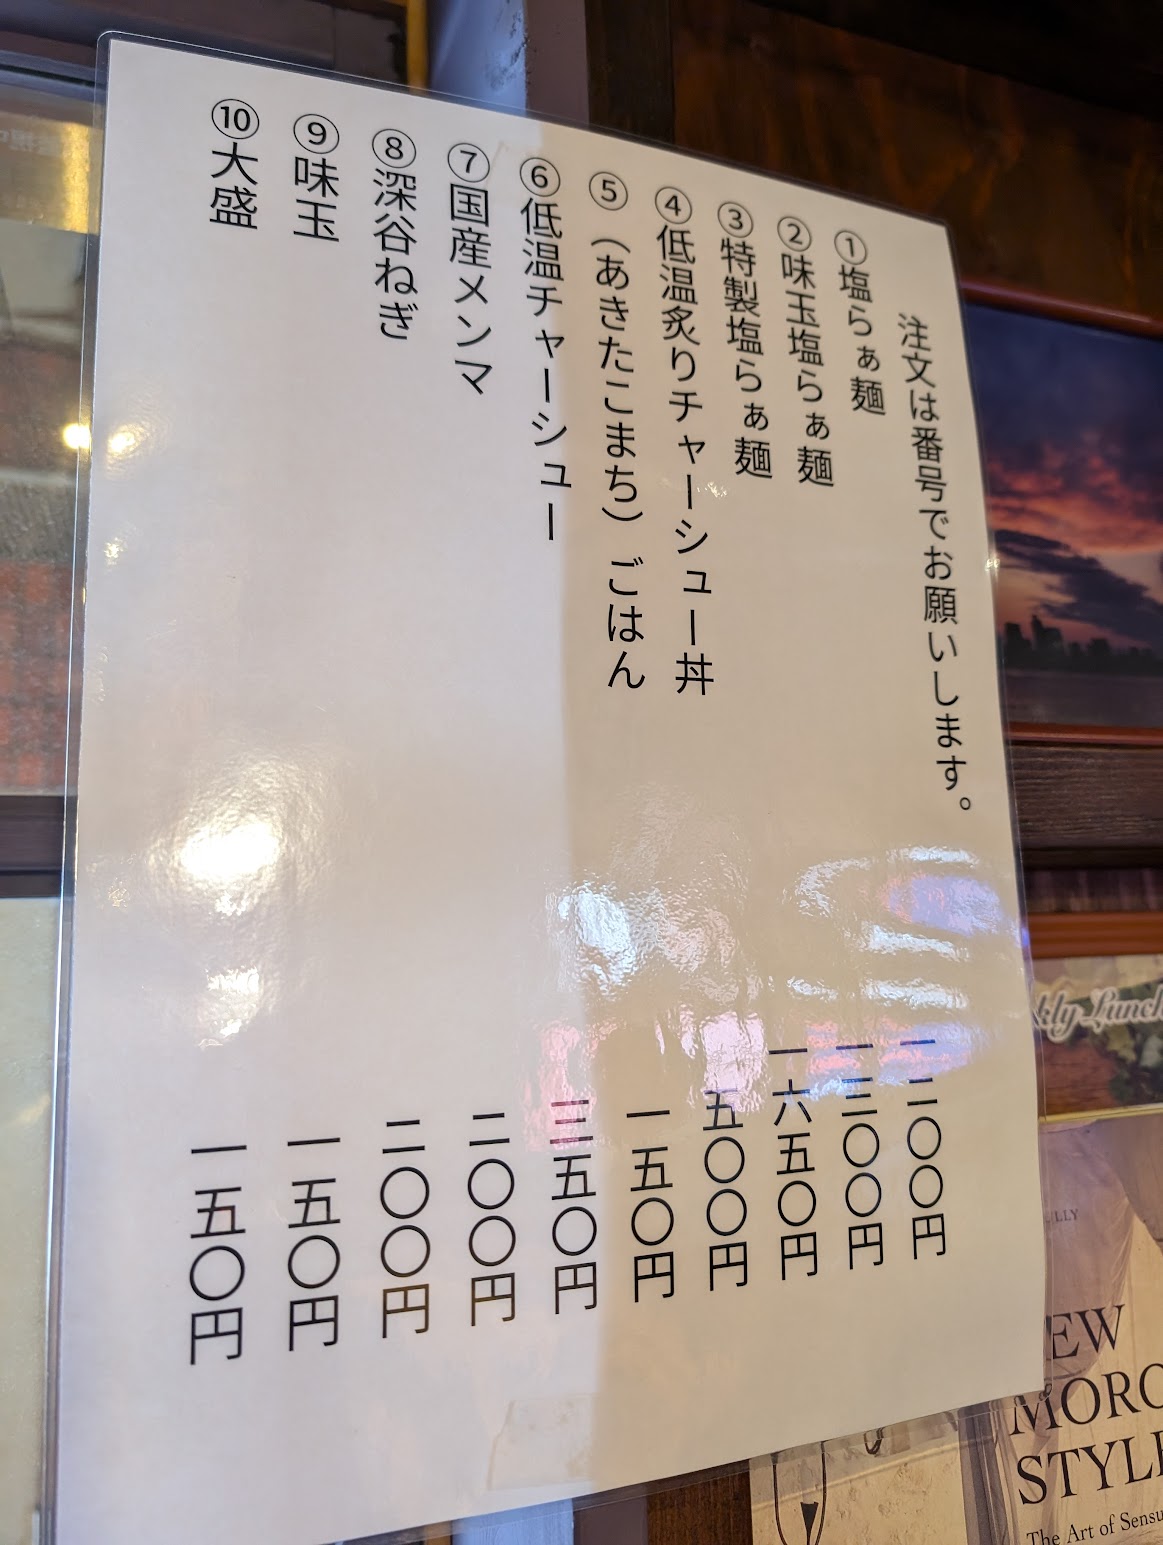 注文は番号でお願いします。
①塩らぁ麺 一二〇〇円
②味玉塩らぁ麺 一三〇〇円
③特製塩らぁ麺 一六五〇円
④低温炙りチャーシュー丼 五〇〇円
⑤（あきたこまち）ごはん 一五〇円
⑥低温チャーシュー 三五〇円
⑦国産メンマ 二〇〇円
⑧深谷ねぎ 二〇〇円
⑨味玉 一五〇円
⑩大盛 一五〇円
Lunch
STYLE
The Art of